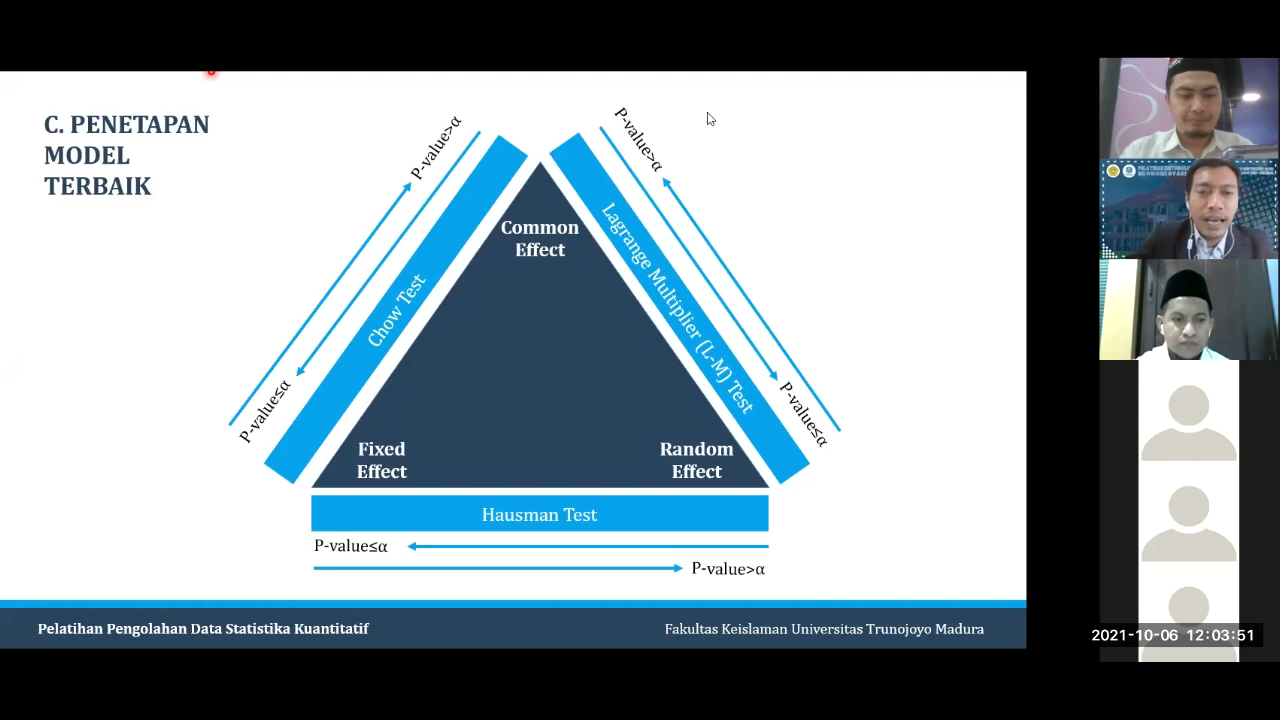 C. PENETAPAN
MODEL
TERBAIK
P-value>α
P-value≤α
Chow Test
Common
Effect
Lagrange Multiplier (L-M) Test
P-value>α
P-value≤α
Fixed
Effect
Random
Effect
Hausman Test
P-value≤α
P-value>α
Pelatihan Pengolahan Data Statistika Kuantitatif
Fakultas Keislaman Universitas Trunojoyo Madura
2021-10-06 12:03:51